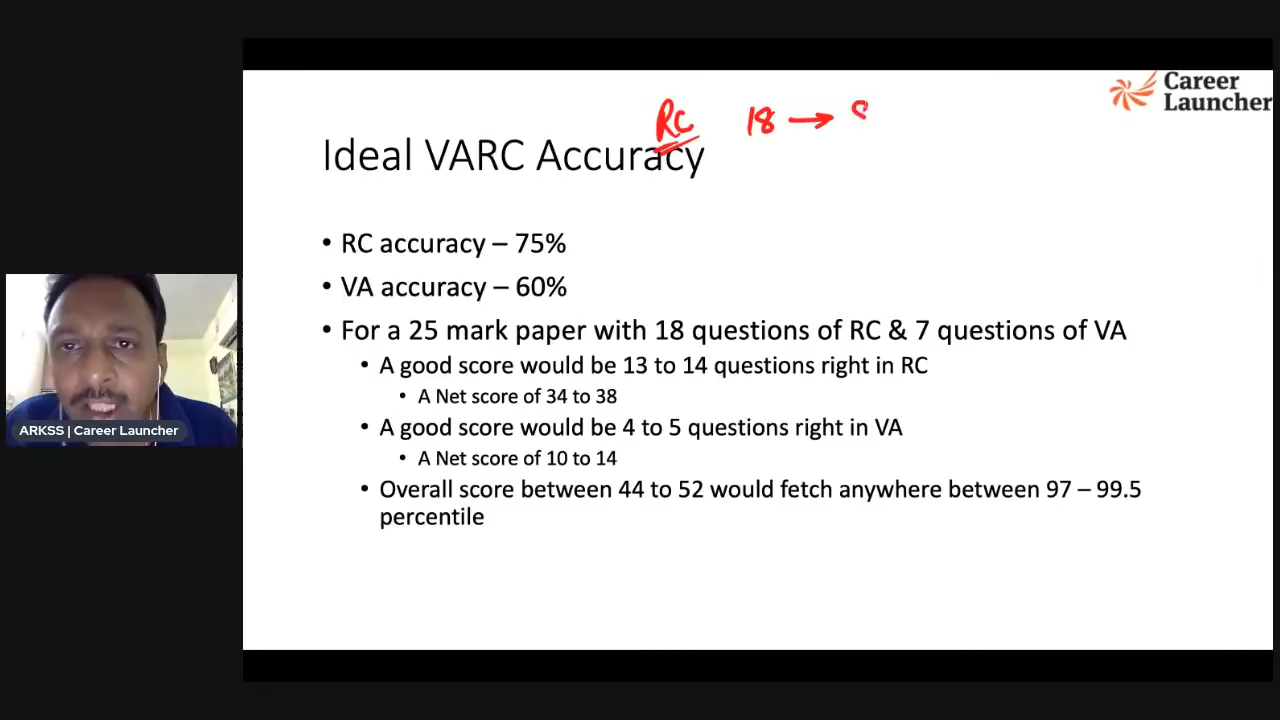 Career
Launcher
RC 18 → 8
Ideal VARC Accuracy
• RC accuracy – 75%
• VA accuracy – 60%
• For a 25 mark paper with 18 questions of RC & 7 questions of VA
• A good score would be 13 to 14 questions right in RC
• A Net score of 34 to 38
• A good score would be 4 to 5 questions right in VA
• A Net score of 10 to 14
• Overall score between 44 to 52 would fetch anywhere between 97 – 99.5
percentile
ARKSS | Career Launcher